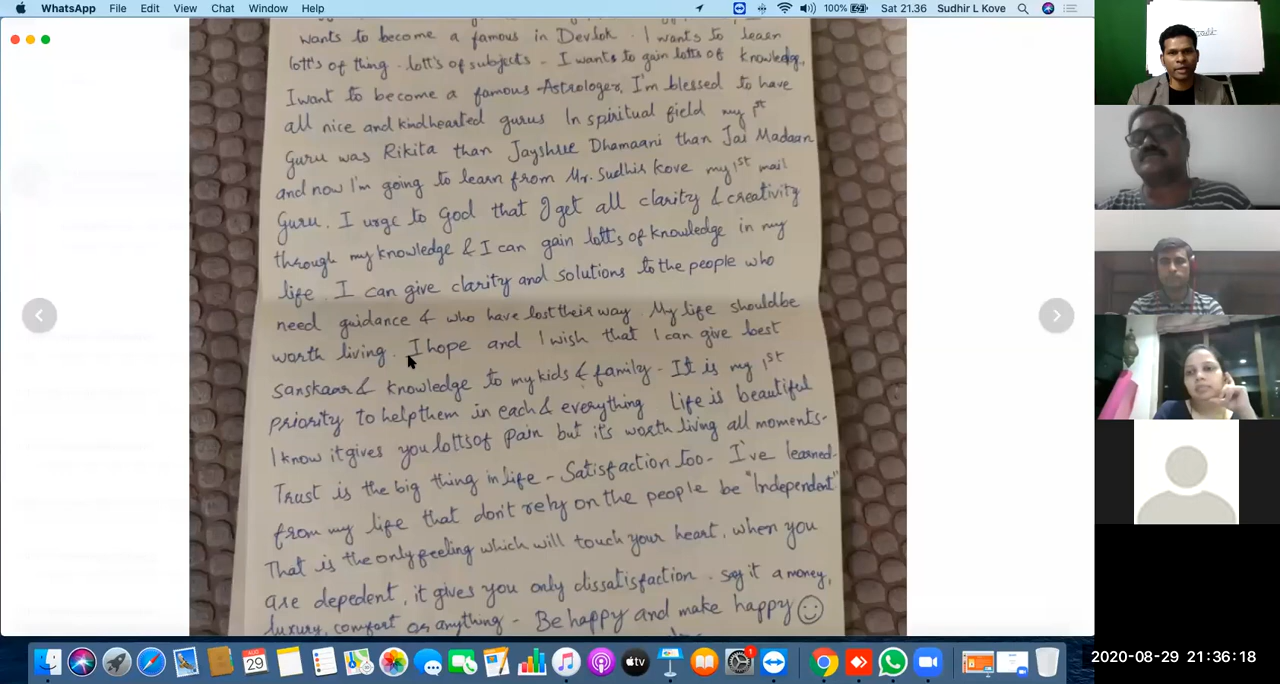 WhatsApp File Edit View Chat Window Help 100% Sat 21.36 Sudhir L Kove
wants to become a famous in Devlok. I wants to learn
lott's of thing - lott's of subjects - I wants to gain lotts of knowledge,
I want to become a famous Astrologer, I'm blessed to have
all nice and kindhearted gurus In spiritual field my 1st
Guru was Rikita than Jayshree Dhamaani than Jai Madaan
and now I'm going to learn from Mr. Sudhir Kove my 1st mail
Guru. I urge to God that I get all clarity & creativity
through my knowledge & I can gain lott's of knowledge in my
life. I can give clarity and solutions to the people who
need guidance & who have lost their way. My life should be
worth living. I hope and I wish that I can give best
sanskaar & knowledge to my kids & family - It is my 1st
priority to help them in each & everything Life is beautiful
I know it gives you lotts of pain but it's worth living all moments-
Trust is the big thing in life - Satisfaction too - I've learned
from my life that don't rely on the people be "Independent"
That is the only feeling which will touch your heart, when you
are depedent, it gives you only dissatisfaction. say it a money,
luxury, comfort or anything - Be happy and make happy
AUG
29
tv
1
2020-08-29 21:36:18